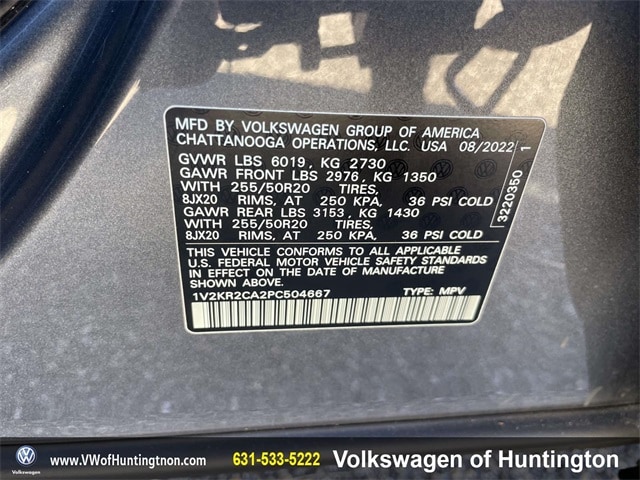 MFD BY VOLKSWAGEN GROUP OF AMERICA
CHATTANOOGA OPERATIONS, LLC. USA 08/2022
GVWR LBS 6019, KG 2730
GAWR FRONT LBS 2976, KG 1350
WITH 255/50R20 TIRES,
8JX20 RIMS, AT 250 KPA, 36 PSI COLD
GAWR REAR LBS 3153, KG 1430
WITH 255/50R20 TIRES,
8JX20 RIMS, AT 250 KPA, 36 PSI COLD
THIS VEHICLE CONFORMS TO ALL APPLICABLE
U.S. FEDERAL MOTOR VEHICLE SAFETY STANDARDS
IN EFFECT ON THE DATE OF MANUFACTURE
SHOWN ABOVE.
1V2KR2CA2PC504667 TYPE: MPV
3220350 1
Volkswagen
www.VWofHuntingtnon.com
631-533-5222
Volkswagen of Huntington